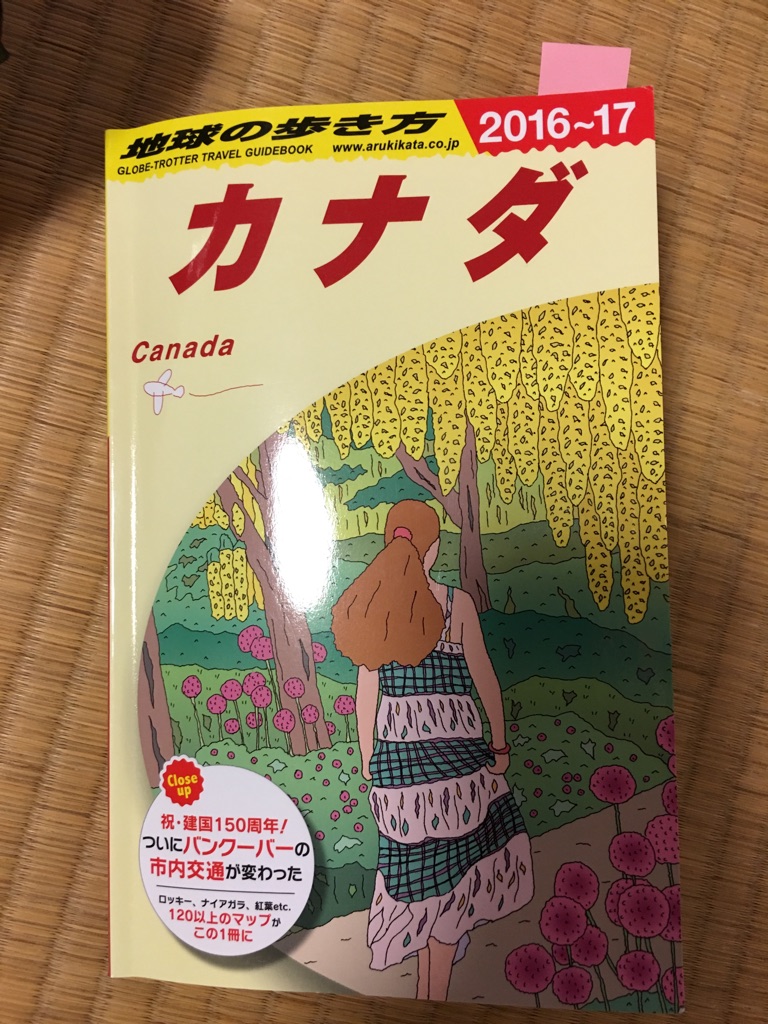 地球の歩き方
2016~17
GLOBE-TROTTER TRAVEL GUIDEBOOK www.arukikata.co.jp
カナダ
Canada
Close
up
祝・建国150周年!
ついにバンクーバーの
市内交通が変わった
ロッキー、ナイアガラ、紅葉etc.
120以上のマップが
この1冊に